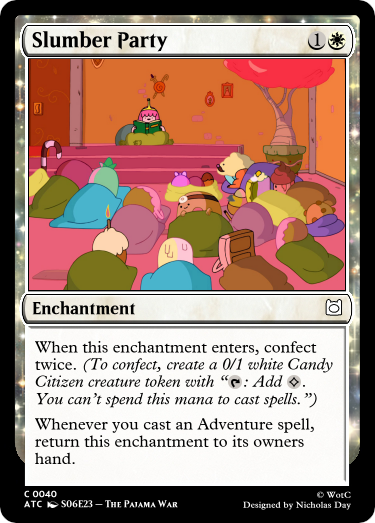 Slumber Party 1
Enchantment
When this enchantment enters, confect
twice. (To confect, create a 0/1 white Candy
Citizen creature token with “: Add .
You can’t spend this mana to cast spells.”)
Whenever you cast an Adventure spell,
return this enchantment to its owners
hand.
C 0040 © WotC
ATC S06E23 – The Pajama War Designed by Nicholas Day